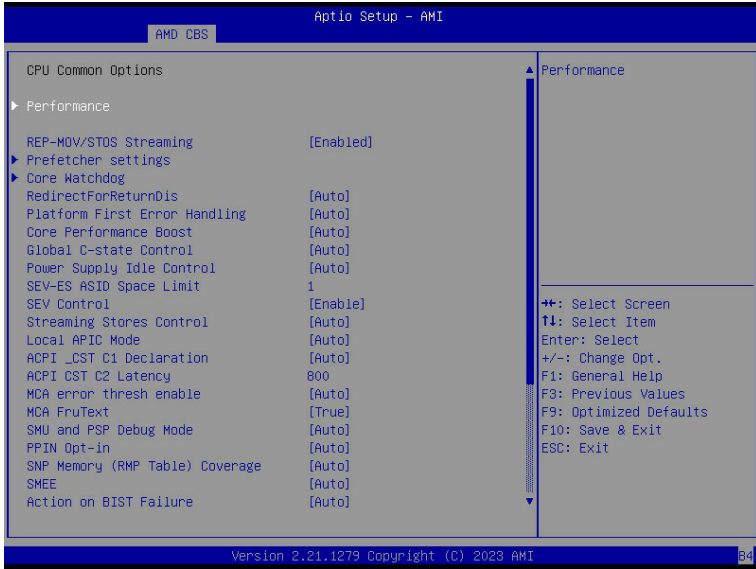 Aptio Setup - AMI
AMD CBS
CPU Common Options
Performance
REP-MOV/STOS Streaming [Enabled]
Prefetcher settings
Core Watchdog
RedirectForReturnDis [Auto]
Platform First Error Handling [Auto]
Core Performance Boost [Auto]
Global C-state Control [Auto]
Power Supply Idle Control [Auto]
SEV-ES ASID Space Limit 1
SEV Control [Enable]
Streaming Stores Control [Auto]
Local APIC Mode [Auto]
ACPI _CST C1 Declaration [Auto]
ACPI CST C2 Latency 800
MCA error thresh enable [Auto]
MCA FruText [True]
SMU and PSP Debug Mode [Auto]
PPIN Opt-in [Auto]
SNP Memory (RMP Table) Coverage [Auto]
SMEE [Auto]
Action on BIST Failure [Auto]
Performance
→←: Select Screen
↑↓: Select Item
Enter: Select
+/-: Change Opt.
F1: General Help
F3: Previous Values
F9: Optimized Defaults
F10: Save & Exit
ESC: Exit
Version 2.21.1279 Copyright (C) 2023 AMI
B4